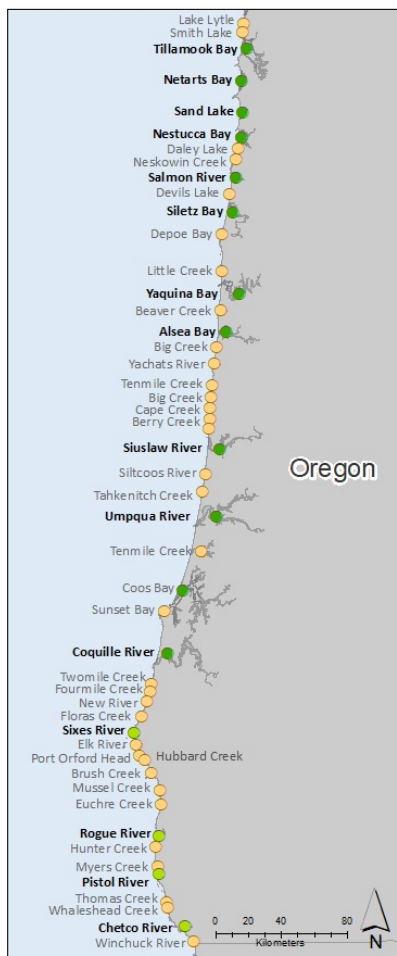 Lake Lytle
Smith Lake
Tillamook Bay
Netarts Bay
Sand Lake
Nestucca Bay
Daley Lake
Neskowin Creek
Salmon River
Devils Lake
Siletz Bay
Depoe Bay
Little Creek
Yaquina Bay
Beaver Creek
Alsea Bay
Big Creek
Yachats River
Tenmile Creek
Big Creek
Cape Creek
Berry Creek
Siuslaw River
Siltcoos River
Oregon
Tahkenitch Creek
Umpqua River
Tenmile Creek
Coos Bay
Sunset Bay
Coquille River
Twomile Creek
Fourmile Creek
New River
Floras Creek
Sixes River
Elk River
Port Orford Head
Hubbard Creek
Brush Creek
Mussel Creek
Euchre Creek
Rogue River
Hunter Creek
Myers Creek
Pistol River
Thomas Creek
Whaleshead Creek
Chetco River
Winchuck River
0 20 40 80
Kilometers
N